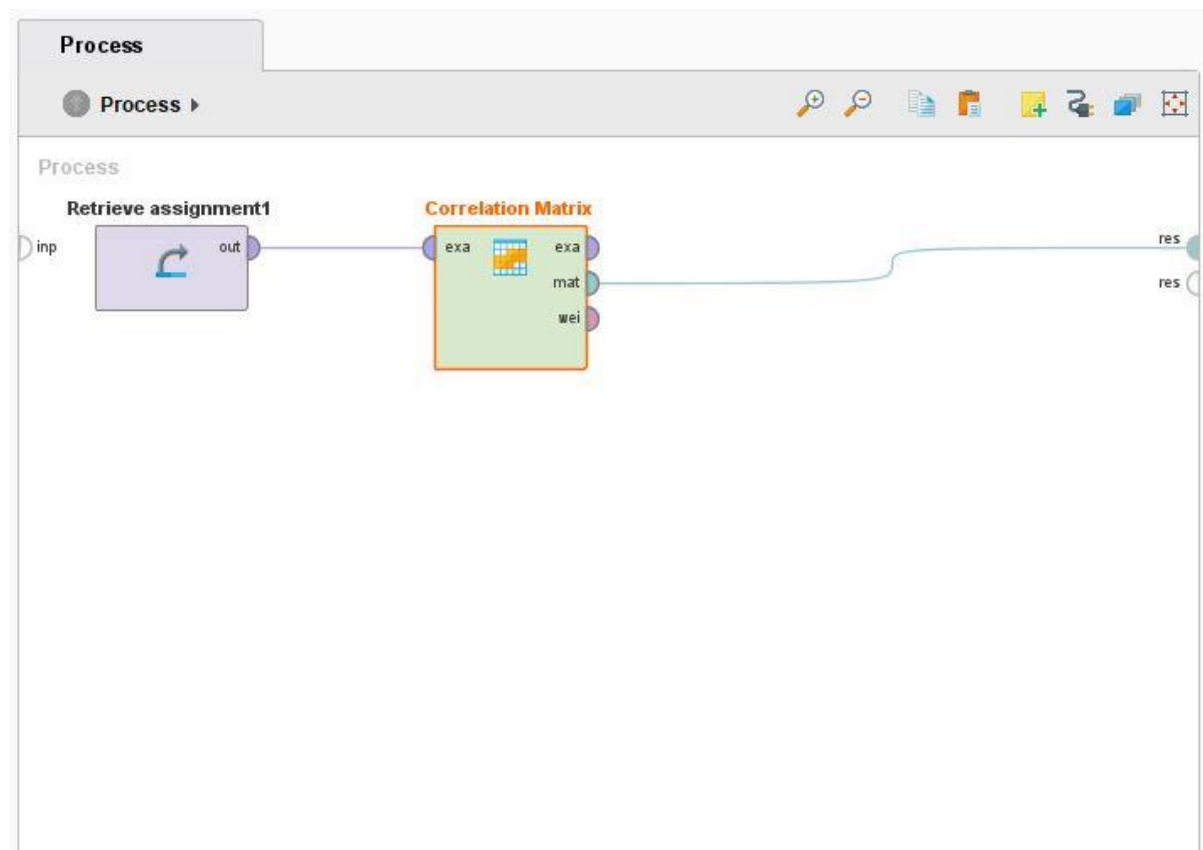 Process
Process
Process
Retrieve assignment1
Correlation Matrix
inp
out
exa
exa
res
mat
res
wei